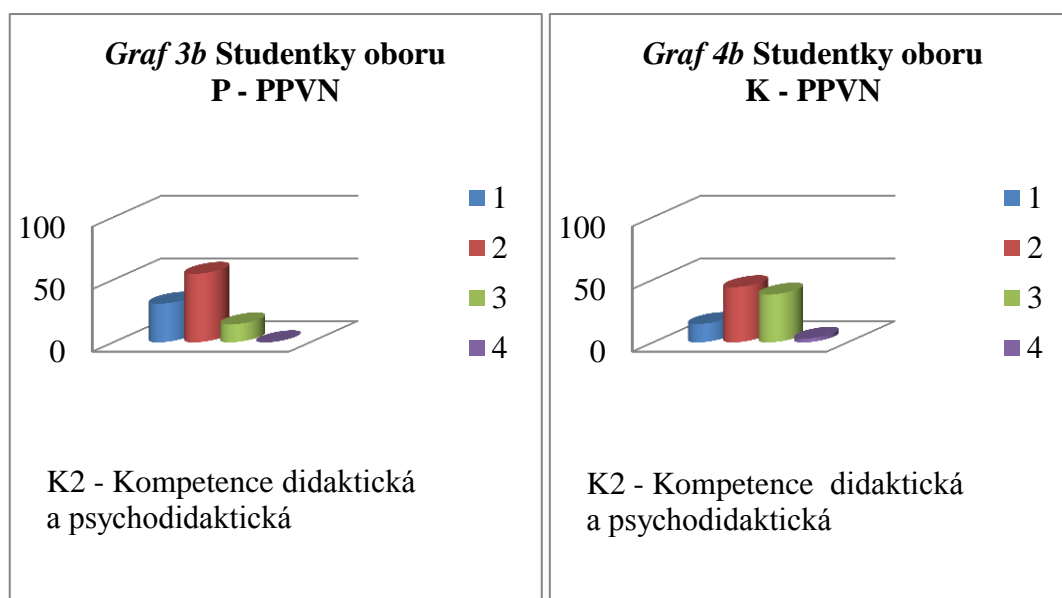 Graf 3b Studentky oboru
P - PPVN
100
50
0
1
2
3
4
K2 - Kompetence didaktická
a psychodidaktická
Graf 4b Studentky oboru
K - PPVN
100
50
0
1
2
3
4
K2 - Kompetence didaktická
a psychodidaktická